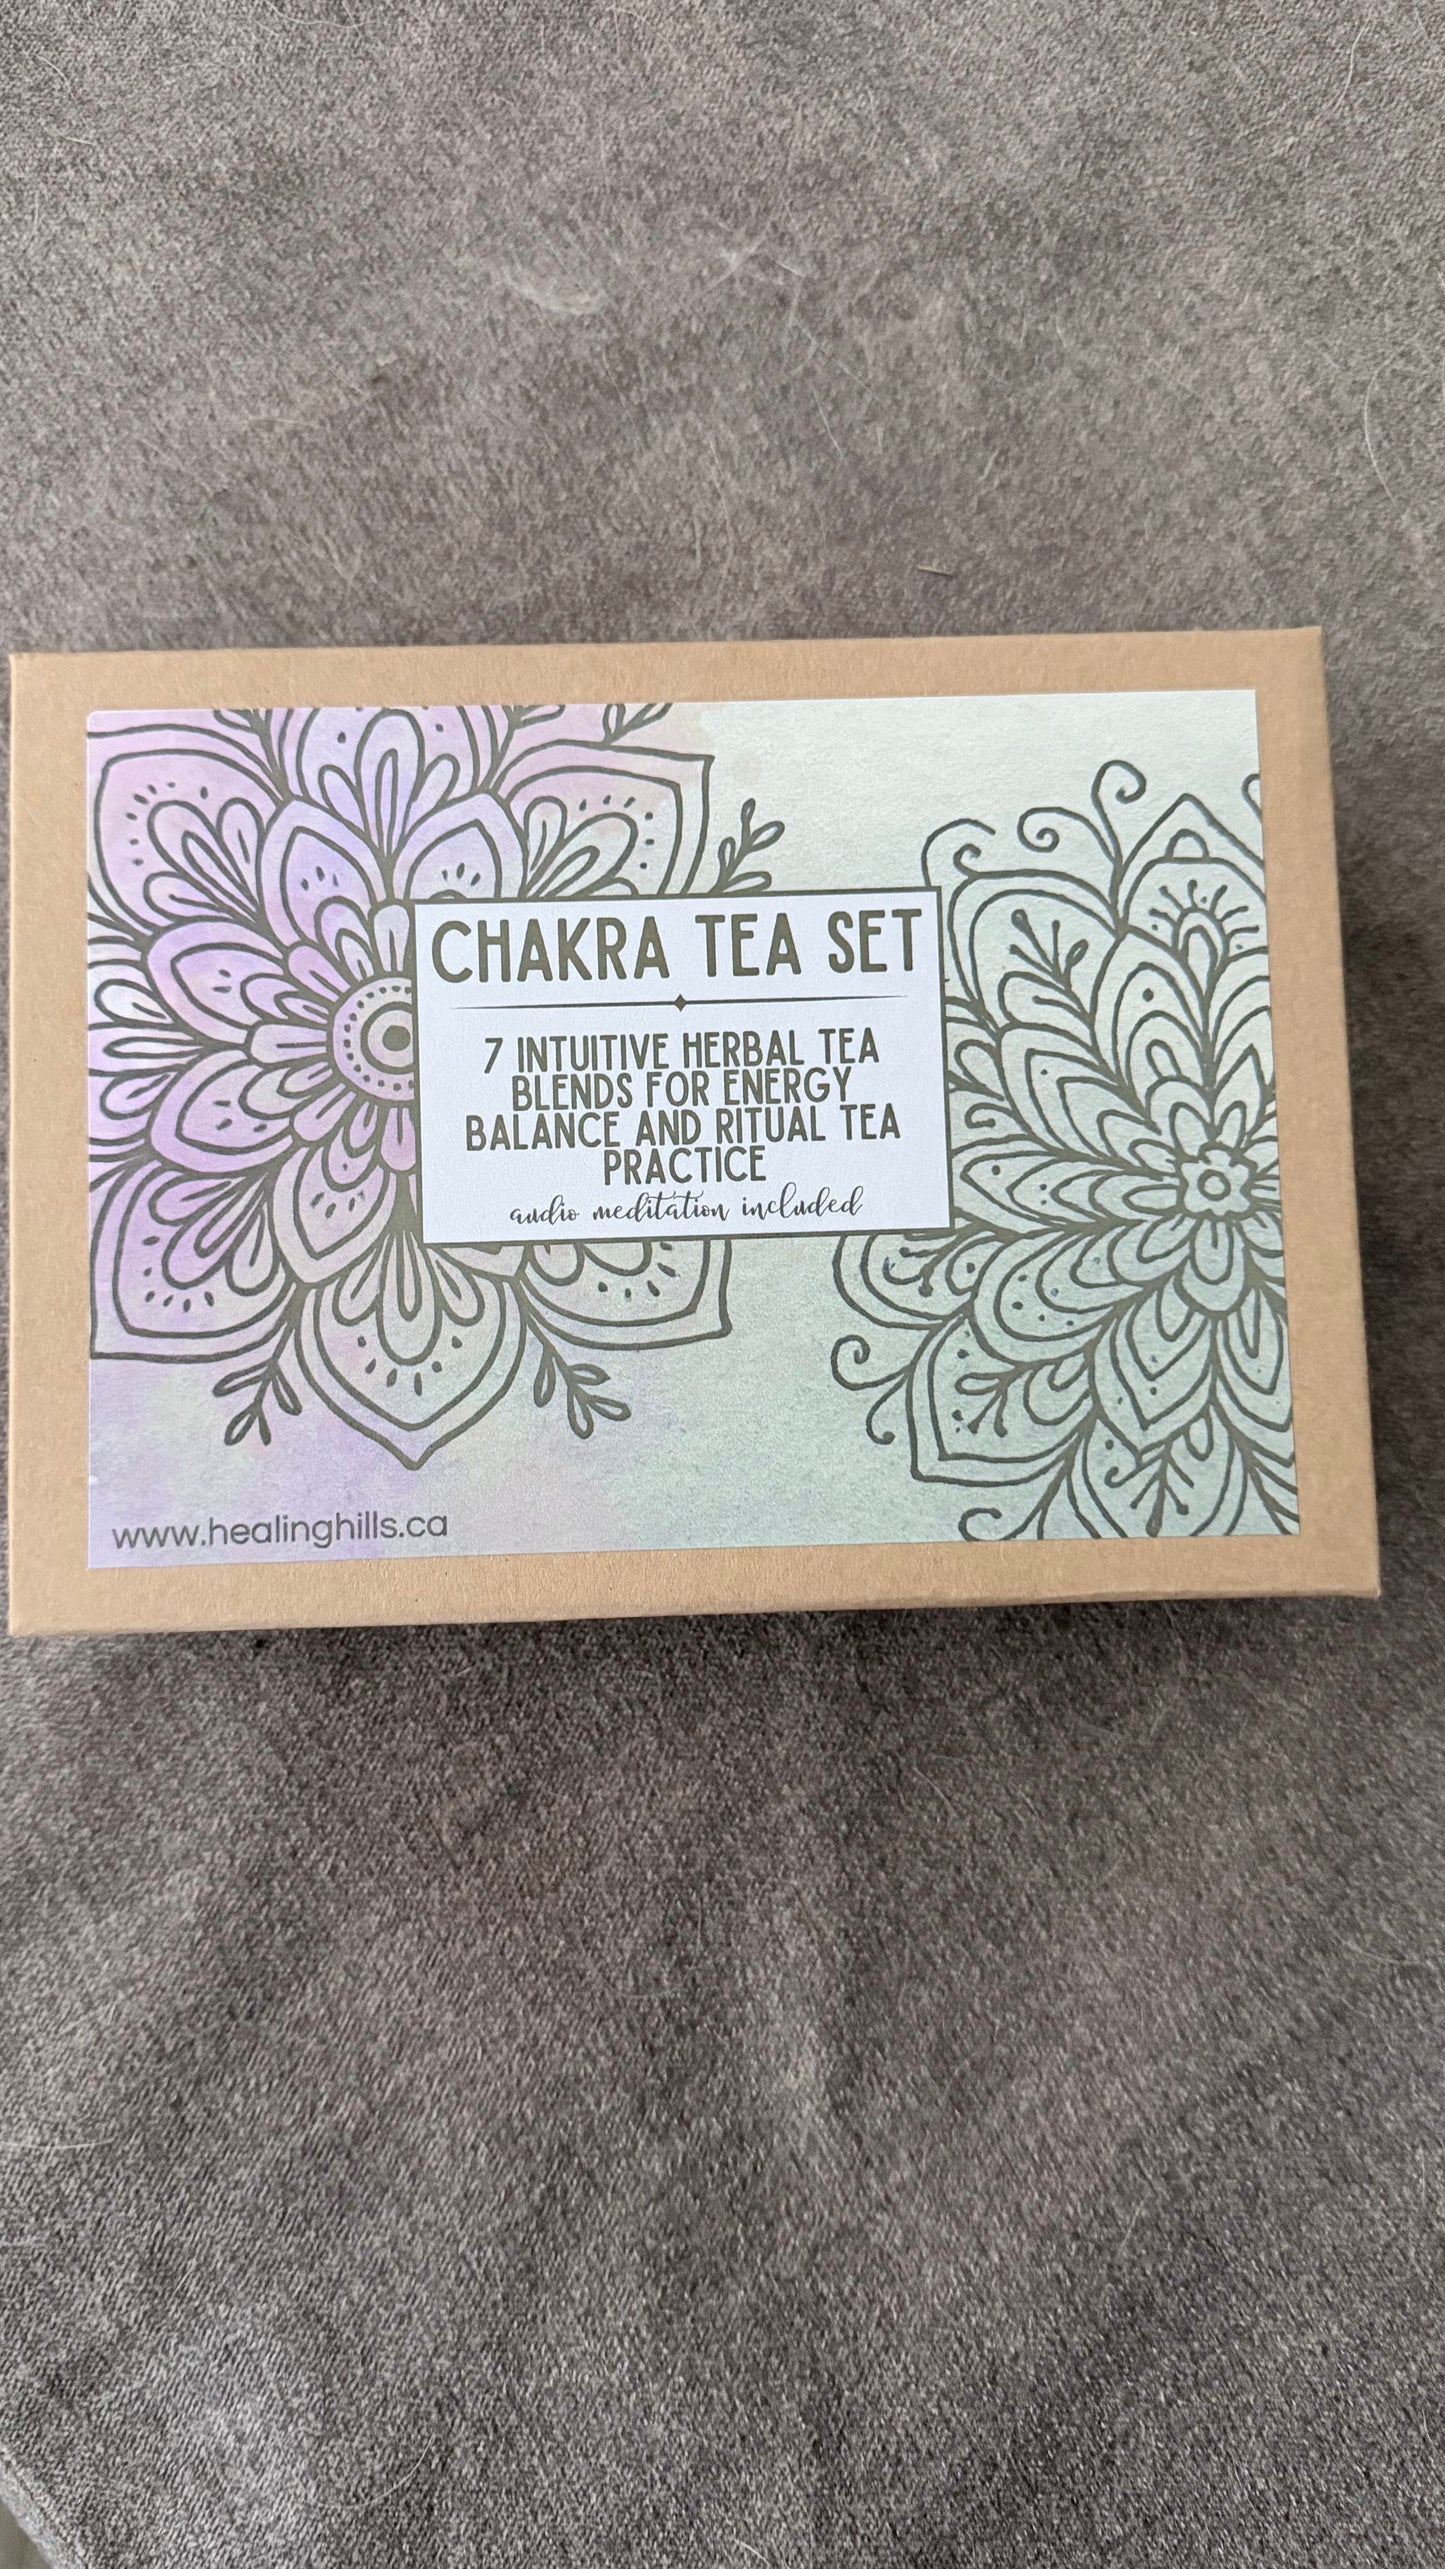 CHAKRA TEA SET
7 INTUITIVE HERBAL TEA
BLENDS FOR ENERGY
BALANCE AND RITUAL TEA
PRACTICE
audio meditation included
www.healinghills.ca